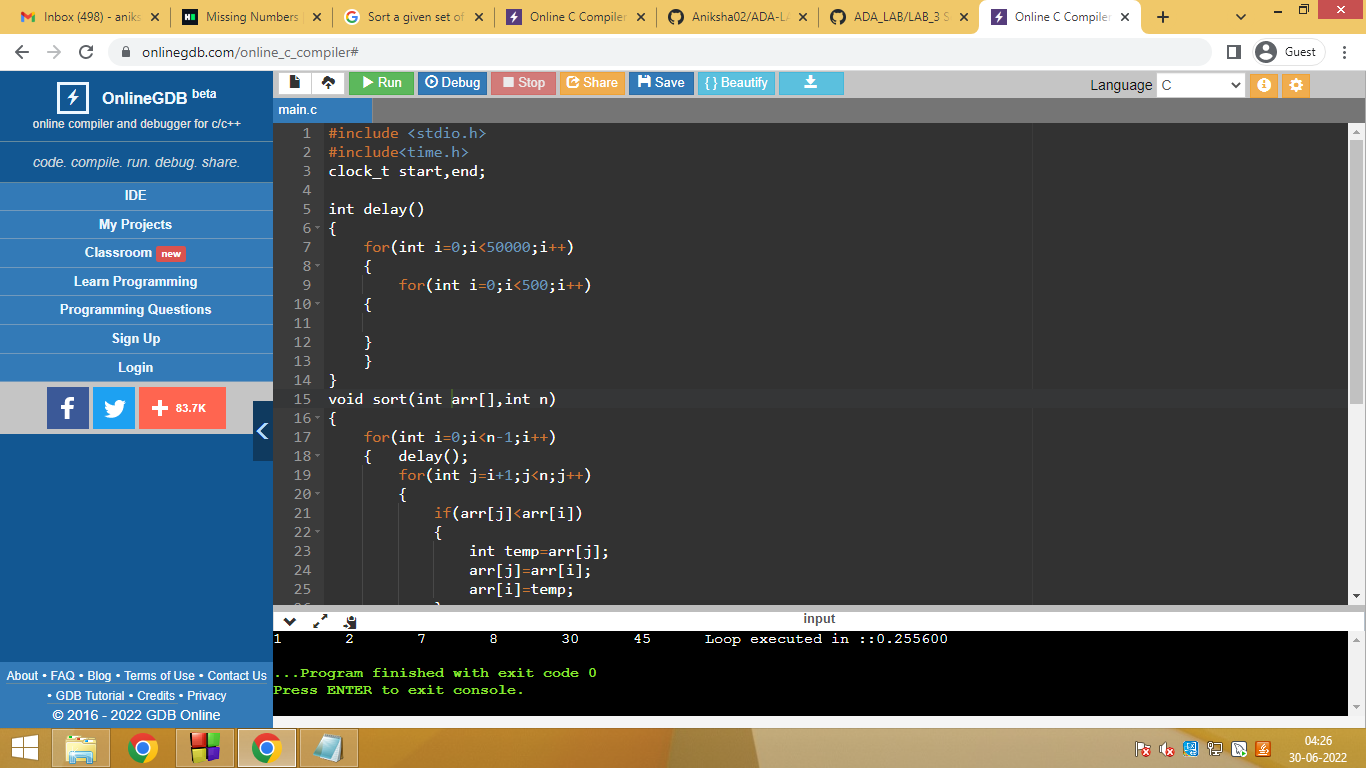 Inbox (498) - aniks
Missing Numbers
Sort a given set of
Online C Compiler
Aniksha02/ADA-LA
ADA_LAB/LAB_3 S
Online C Compiler
onlinegdb.com/online_c_compiler#
Guest
OnlineGDB beta
online compiler and debugger for c/c++
code. compile. run. debug. share.
IDE
My Projects
Classroom new
Learn Programming
Programming Questions
Sign Up
Login
83.7K
About • FAQ • Blog • Terms of Use • Contact Us
• GDB Tutorial • Credits • Privacy
© 2016 - 2022 GDB Online
Run Debug Stop Share Save { } Beautify
Language C
main.c
1 #include <stdio.h>
2 #include<time.h>
3 clock_t start,end;
4
5 int delay()
6 {
7 for(int i=0;i<50000;i++)
8 {
9 for(int i=0;i<500;i++)
10 {
11
12 }
13 }
14 }
15 void sort(int arr[],int n)
16 {
17 for(int i=0;i<n-1;i++)
18 { delay();
19 for(int j=i+1;j<n;j++)
20 {
21 if(arr[j]<arr[i])
22 {
23 int temp=arr[j];
24 arr[j]=arr[i];
25 arr[i]=temp;
input
1 2 7 8 30 45 Loop executed in ::0.255600
...Program finished with exit code 0
Press ENTER to exit console.
04:26
30-06-2022